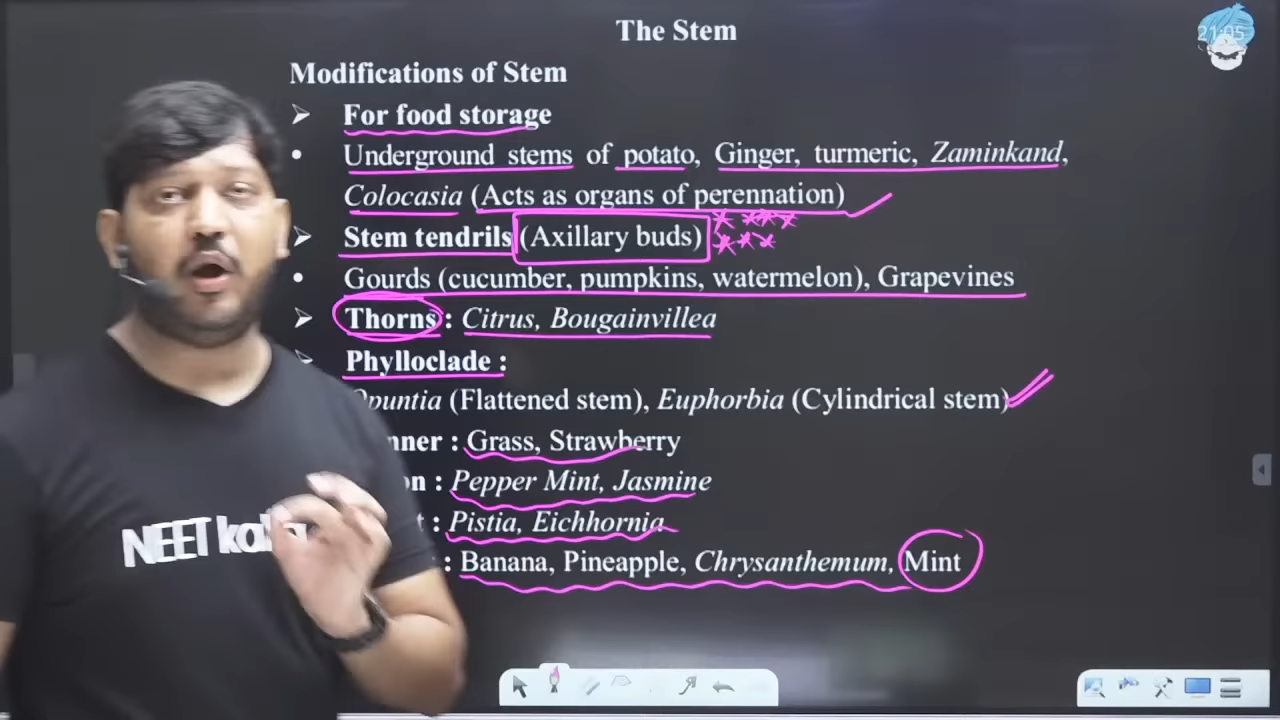 21:05
The Stem
Modifications of Stem
➢ For food storage
• Underground stems of potato, Ginger, turmeric, Zaminkand,
Colocasia (Acts as organs of perennation)
➢ Stem tendrils (Axillary buds)
• Gourds (cucumber, pumpkins, watermelon), Grapevines
➢ Thorns : Citrus, Bougainvillea
➢ Phylloclade :
Opuntia (Flattened stem), Euphorbia (Cylindrical stem)
nner : Grass, Strawberry
on : Pepper Mint, Jasmine
t : Pistia, Eichhornia
: Banana, Pineapple, Chrysanthemum, Mint
NEET